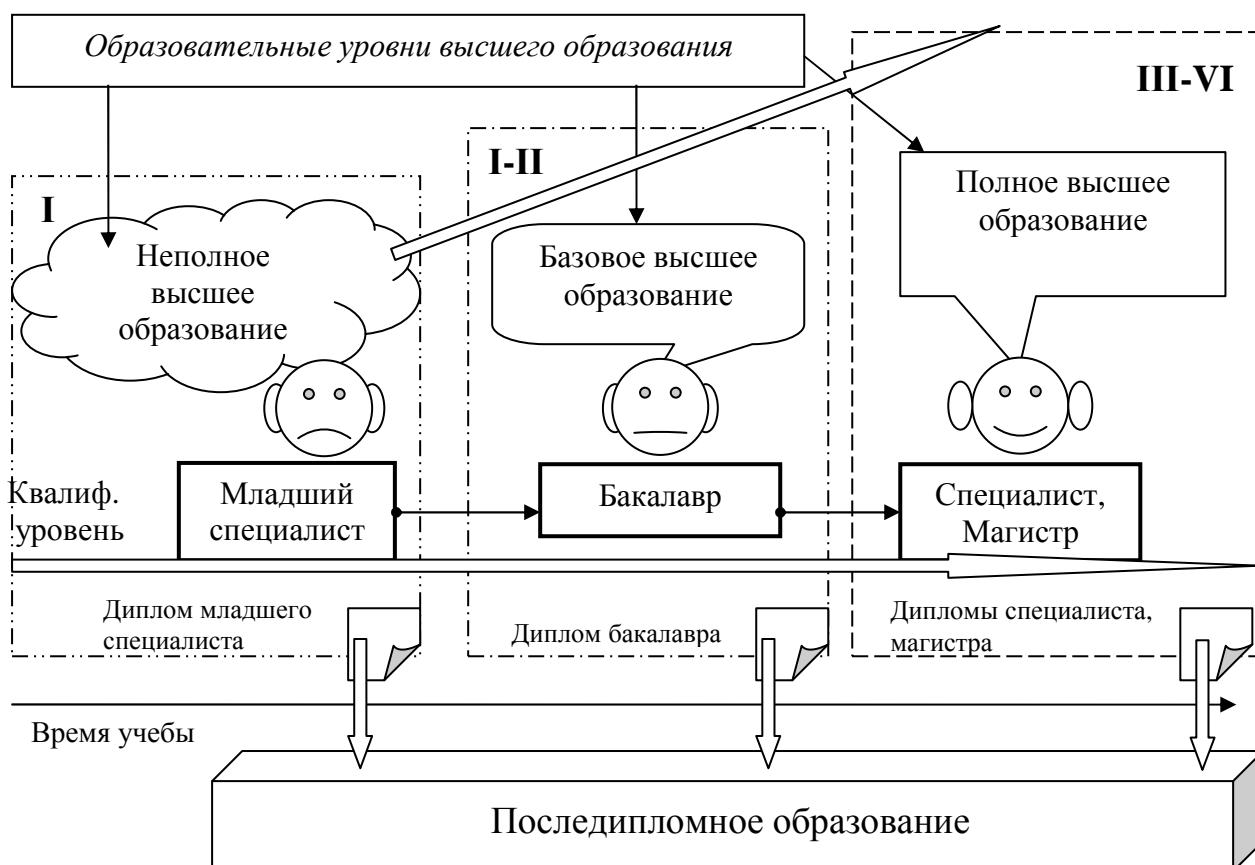 Образовательные уровни высшего образования
III-VI
I-II
I
Полное высшее
образование
Базовое высшее
образование
Неполное
высшее
образование
Квалиф.
уровень
Младший
специалист
Бакалавр
Специалист,
Магистр
Диплом младшего
специалиста
Диплом бакалавра
Дипломы специалиста,
магистра
Время учебы
Последипломное образование